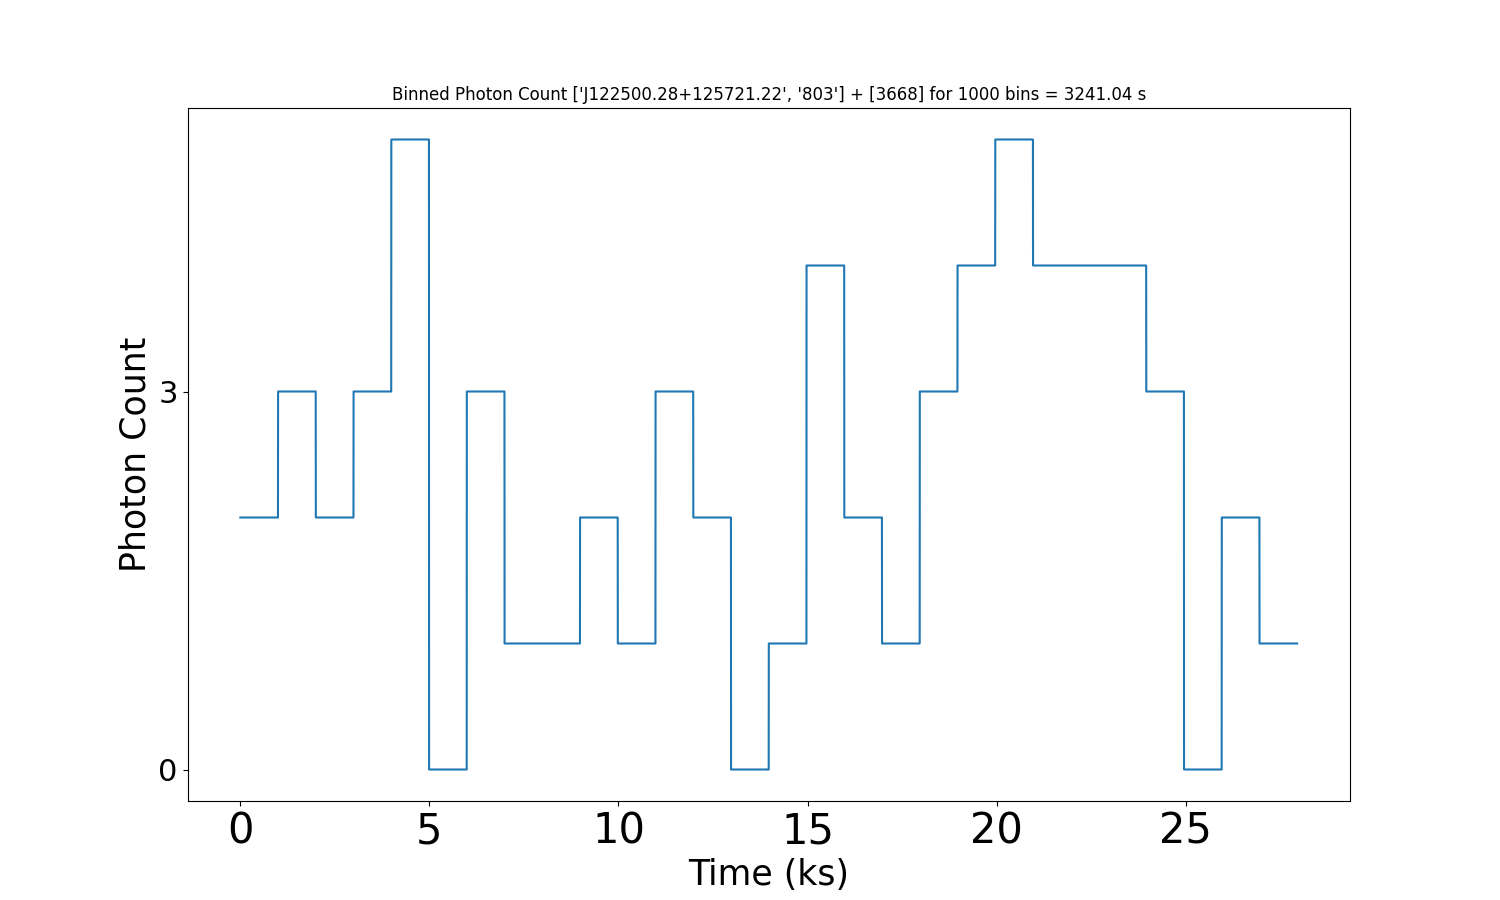 Binned Photon Count ['J122500.28+125721.22', '803'] + [3668] for 1000 bins = 3241.04 s
Photon Count
3
0
0 5 10 15 20 25
Time (ks)